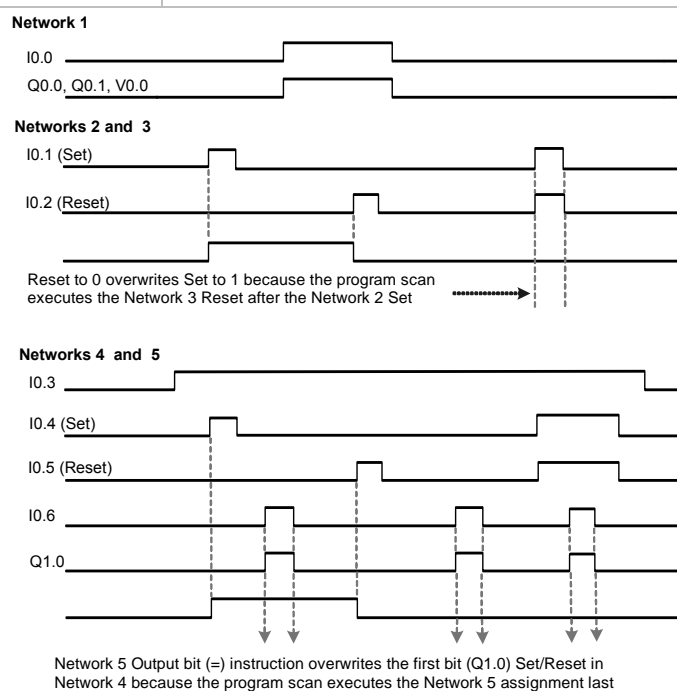 Network 1
I0.0
Q0.0, Q0.1, V0.0
Networks 2 and 3
I0.1 (Set)
I0.2 (Reset)
Reset to 0 overwrites Set to 1 because the program scan
executes the Network 3 Reset after the Network 2 Set
Networks 4 and 5
I0.3
I0.4 (Set)
I0.5 (Reset)
I0.6
Q1.0
Network 5 Output bit (=) instruction overwrites the first bit (Q1.0) Set/Reset in
Network 4 because the program scan executes the Network 5 assignment last